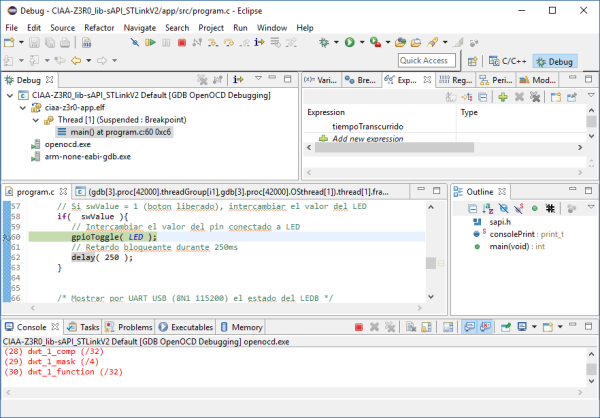 Debug - CIAA-Z3R0_lib-sAPI_STLinkV2/app/src/program.c - Eclipse
File Edit Source Refactor Navigate Search Project Run Window Help
Quick Access
C/C++ Debug
Debug
CIAA-Z3R0_lib-sAPI_STLinkV2 Default [GDB OpenOCD Debugging]
ciaa-z3r0-app.elf
Thread [1] (Suspended : Breakpoint)
main() at program.c:60 0xc6
openocd.exe
arm-none-eabi-gdb.exe
Vari... Bre... Exp... Reg... Peri... Mod...
Expression Type
tiempoTranscurrido
Add new expression
program.c (gdb[3].proc[42000].threadGroup[i1],gdb[3].proc[42000].OSthread[1]).thread[1].fra...
57 // Si swValue = 1 (boton liberado), intercambiar el valor del LED
58 if( swValue ){
59 // Intercambiar el valor del pin conectado a LED
60 gpioToggle( LED );
61 // Retardo bloqueante durante 250ms
62 delay( 250 );
63 }
64
65
66 /* Mostrar por UART USB (8N1 115200) el estado del LEDB */
Outline
sapi.h
consolePrint : print_t
main(void) : int
Console Tasks Problems Executables Memory
CIAA-Z3R0_lib-sAPI_STLinkV2 Default [GDB OpenOCD Debugging] openocd.exe
(28) dwt_1_comp (/32)
(29) dwt_1_mask (/4)
(30) dwt_1_function (/32)